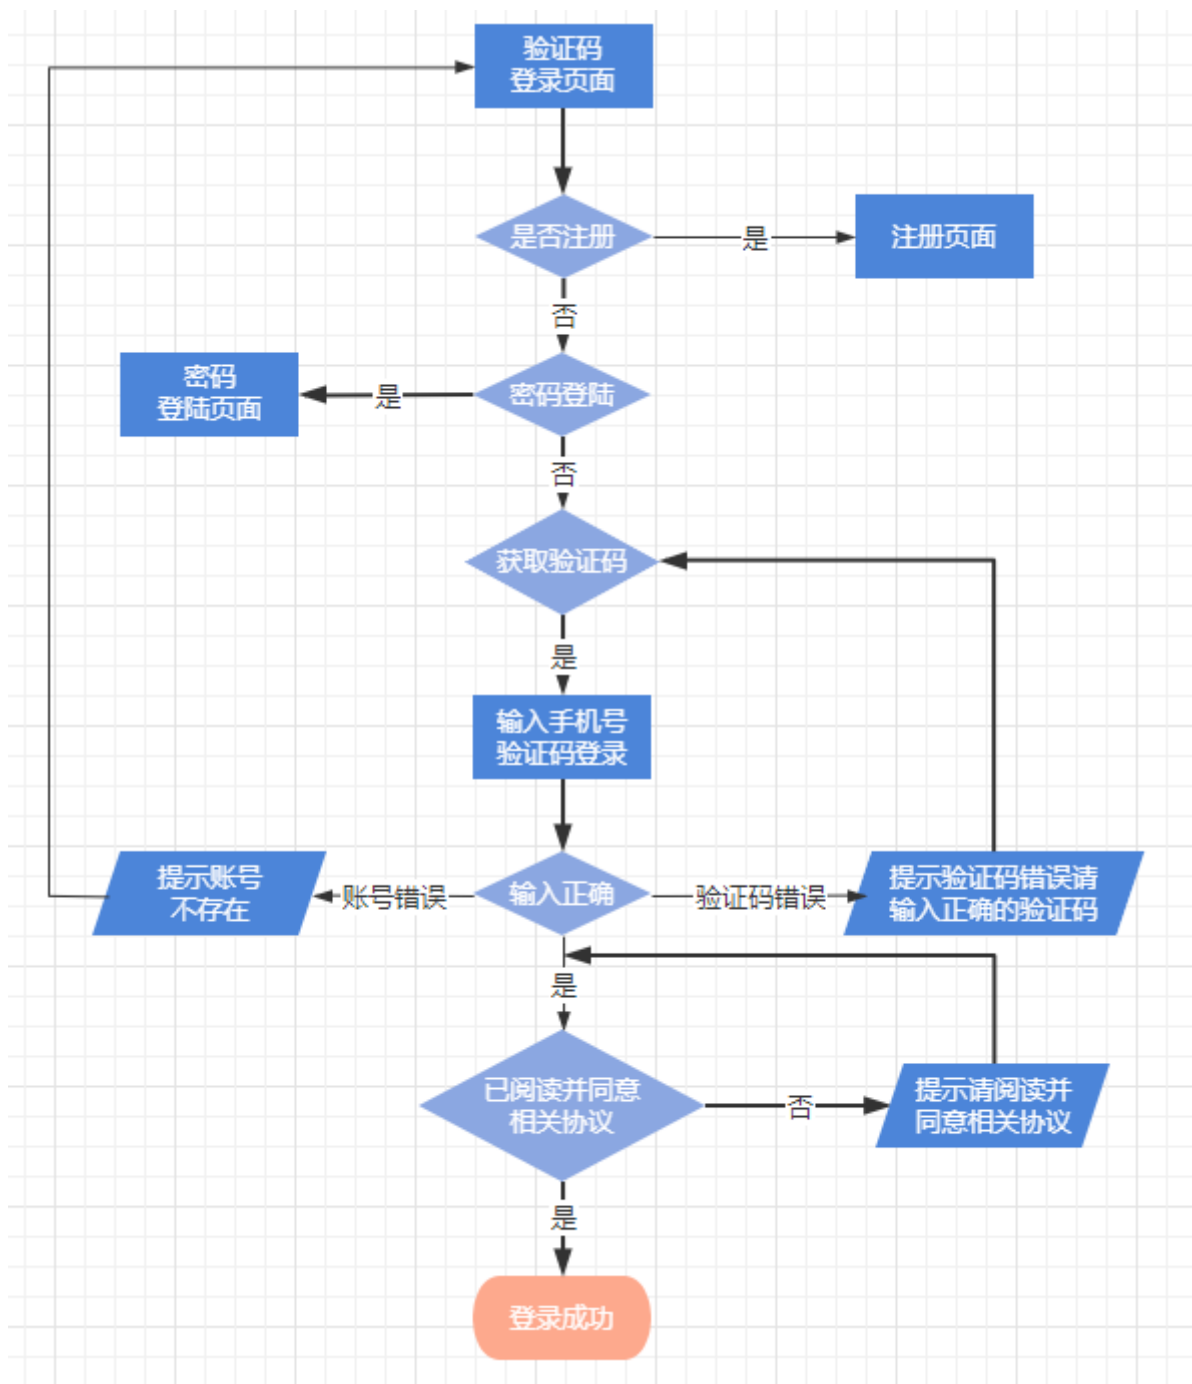 验证码
登录页面
是否注册
是
注册页面
否
密码
登陆页面
是
密码登陆
否
获取验证码
是
输入手机号
验证码登录
提示账号
不存在
账号错误
输入正确
验证码错误
提示验证码错误请
输入正确的验证码
是
已阅读并同意
相关协议
否
提示请阅读并
同意相关协议
是
登录成功